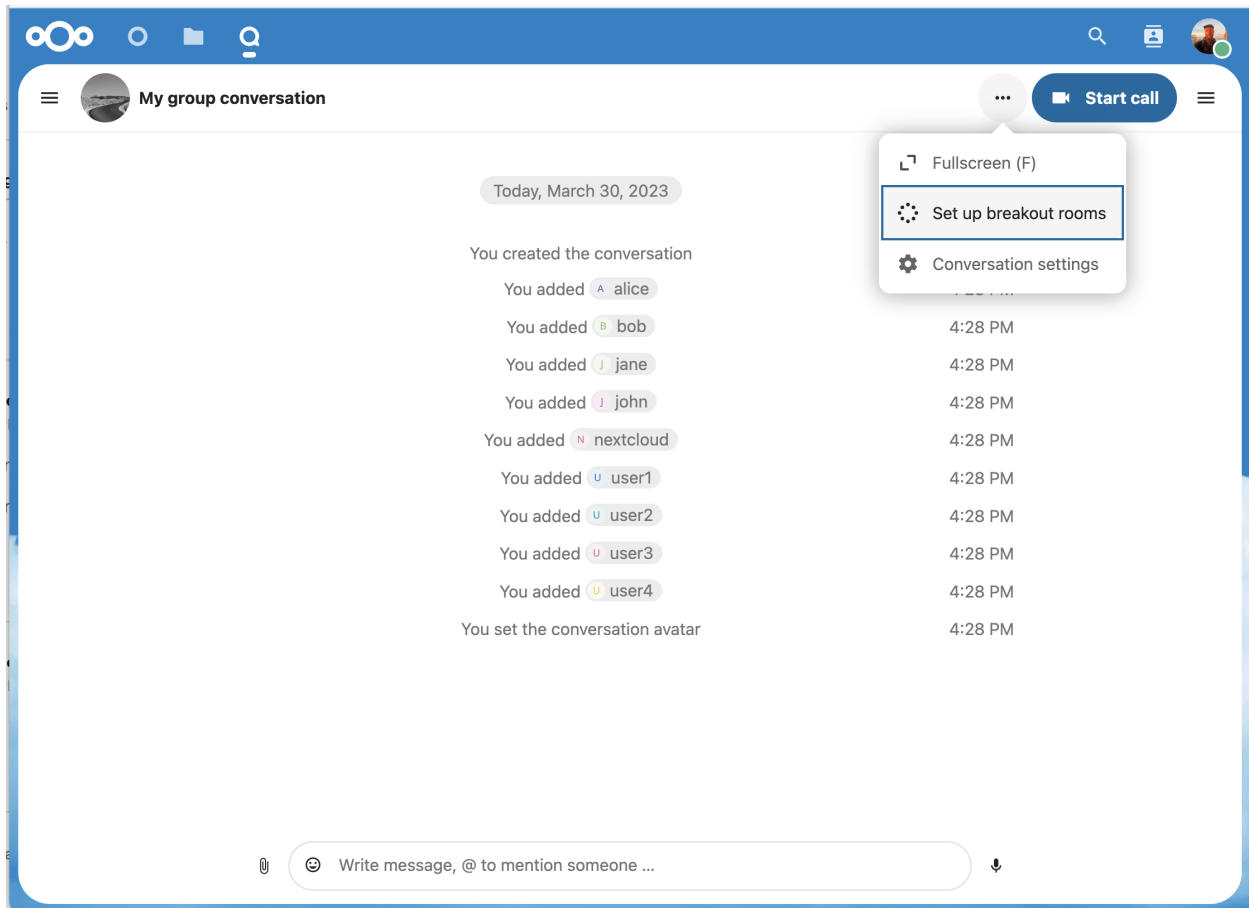 My group conversation
Start call
Fullscreen (F)
Set up breakout rooms
Conversation settings
Today, March 30, 2023
You created the conversation
You added A alice
You added B bob 4:28 PM
You added J jane 4:28 PM
You added J john 4:28 PM
You added N nextcloud 4:28 PM
You added U user1 4:28 PM
You added U user2 4:28 PM
You added U user3 4:28 PM
You added U user4 4:28 PM
You set the conversation avatar 4:28 PM
Write message, @ to mention someone ...